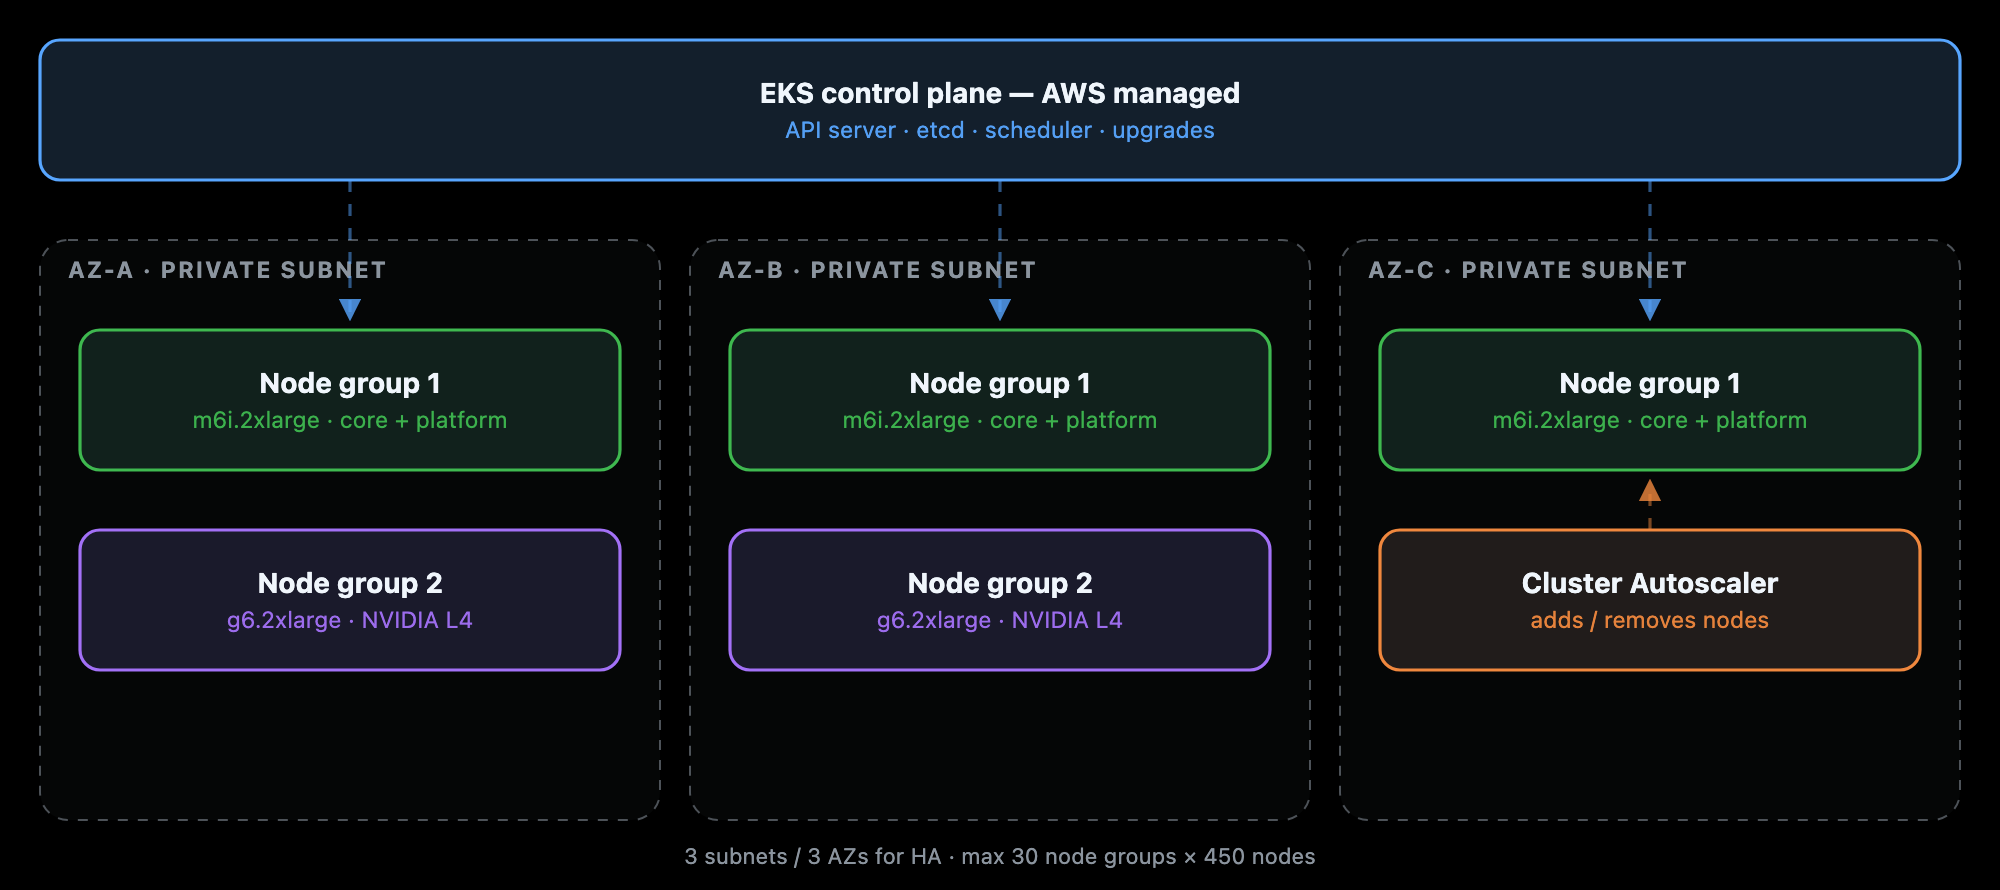 EKS control plane — AWS managed
API server · etcd · scheduler · upgrades
AZ-A · PRIVATE SUBNET
Node group 1
m6i.2xlarge · core + platform
Node group 2
g6.2xlarge · NVIDIA L4
AZ-B · PRIVATE SUBNET
Node group 1
m6i.2xlarge · core + platform
Node group 2
g6.2xlarge · NVIDIA L4
AZ-C · PRIVATE SUBNET
Node group 1
m6i.2xlarge · core + platform
Cluster Autoscaler
adds / removes nodes
3 subnets / 3 AZs for HA · max 30 node groups × 450 nodes